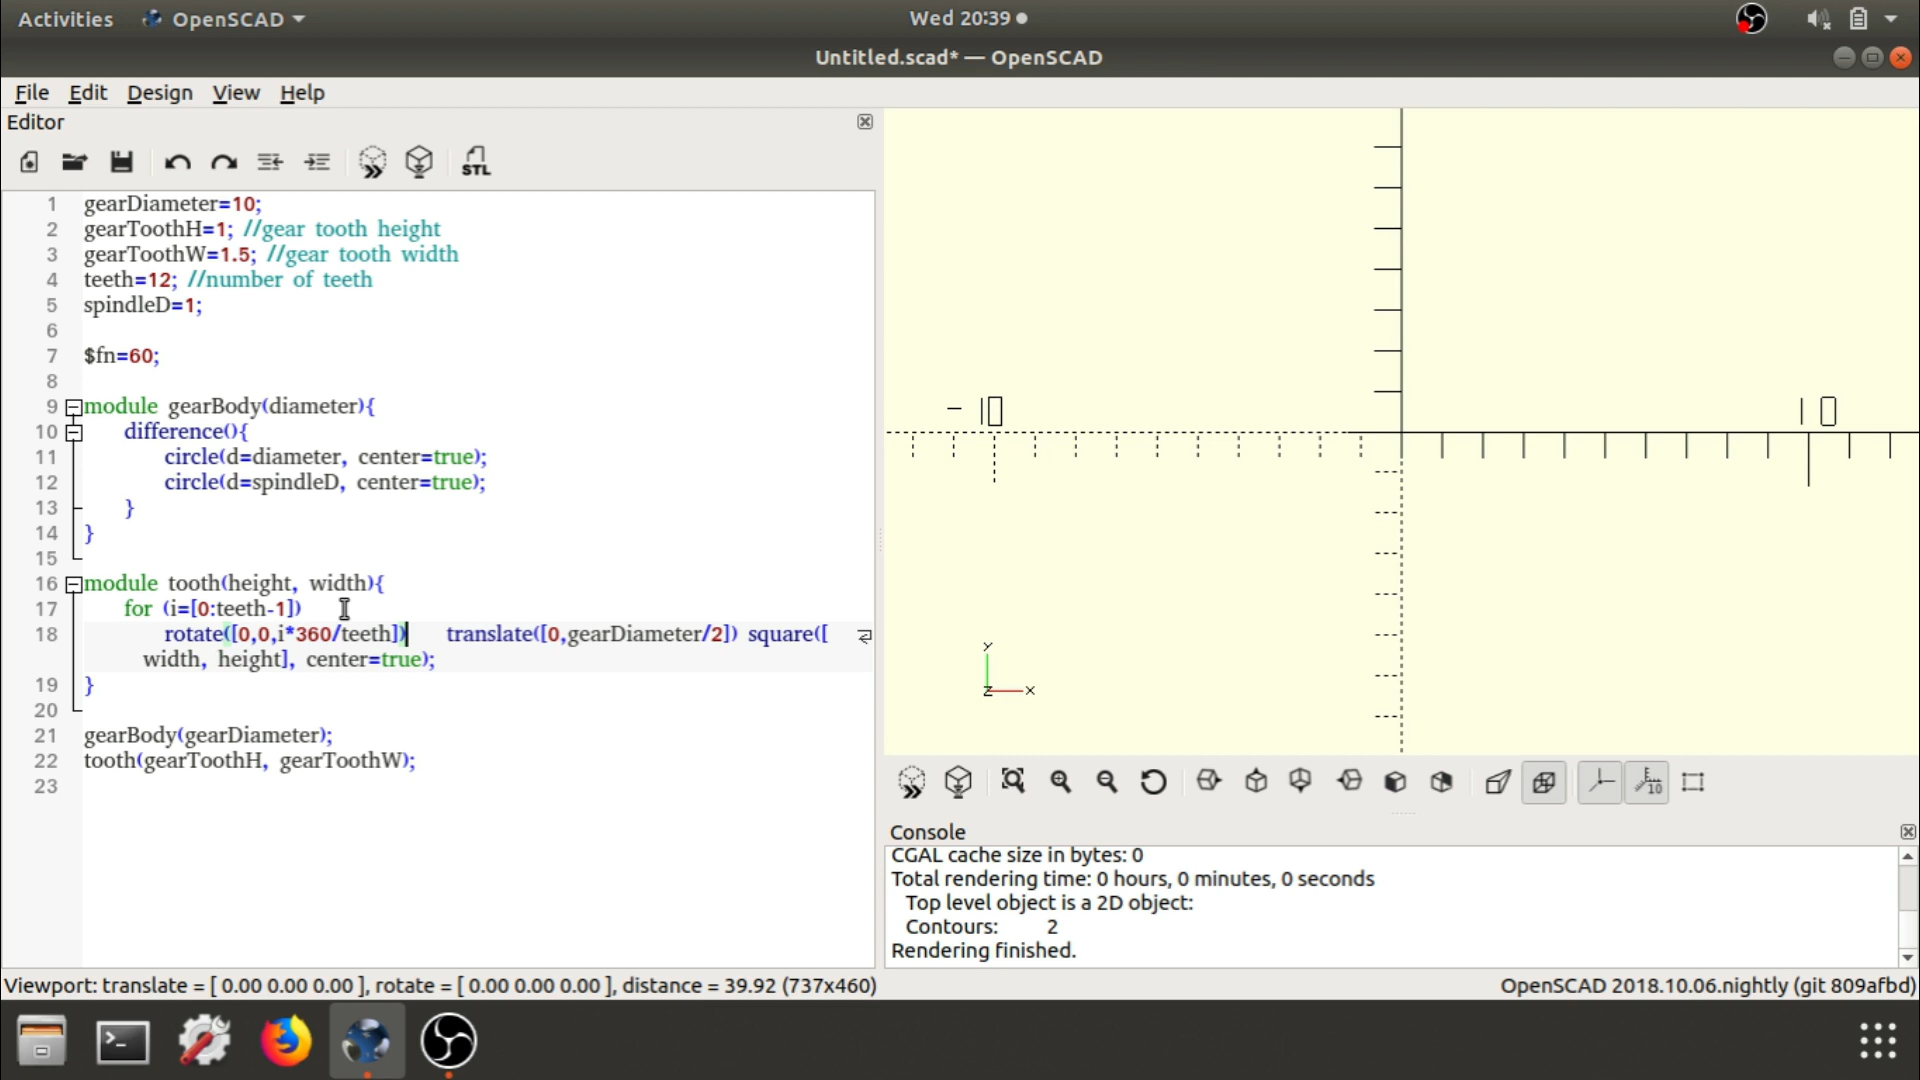 Activities OpenSCAD Wed 20:39
Untitled.scad* — OpenSCAD
File Edit Design View Help
Editor
STL
1 gearDiameter=10;
2 gearToothH=1; //gear tooth height
3 gearToothW=1.5; //gear tooth width
4 teeth=12; //number of teeth
5 spindleD=1;
6
7 $fn=60;
8
9 module gearBody(diameter){
10 difference(){
11 circle(d=diameter, center=true);
12 circle(d=spindleD, center=true);
13 }
14 }
15
16 module tooth(height, width){
17 for (i=[0:teeth-1])
18 rotate([0,0,i*360/teeth]) translate([0,gearDiameter/2]) square([
width, height], center=true);
19 }
20
21 gearBody(gearDiameter);
22 tooth(gearToothH, gearToothW);
23
-10 10
y
z x
10
Console
CGAL cache size in bytes: 0
Total rendering time: 0 hours, 0 minutes, 0 seconds
Top level object is a 2D object:
Contours: 2
Rendering finished.
Viewport: translate = [ 0.00 0.00 0.00 ], rotate = [ 0.00 0.00 0.00 ], distance = 39.92 (737x460)
OpenSCAD 2018.10.06.nightly (git 809afbd)